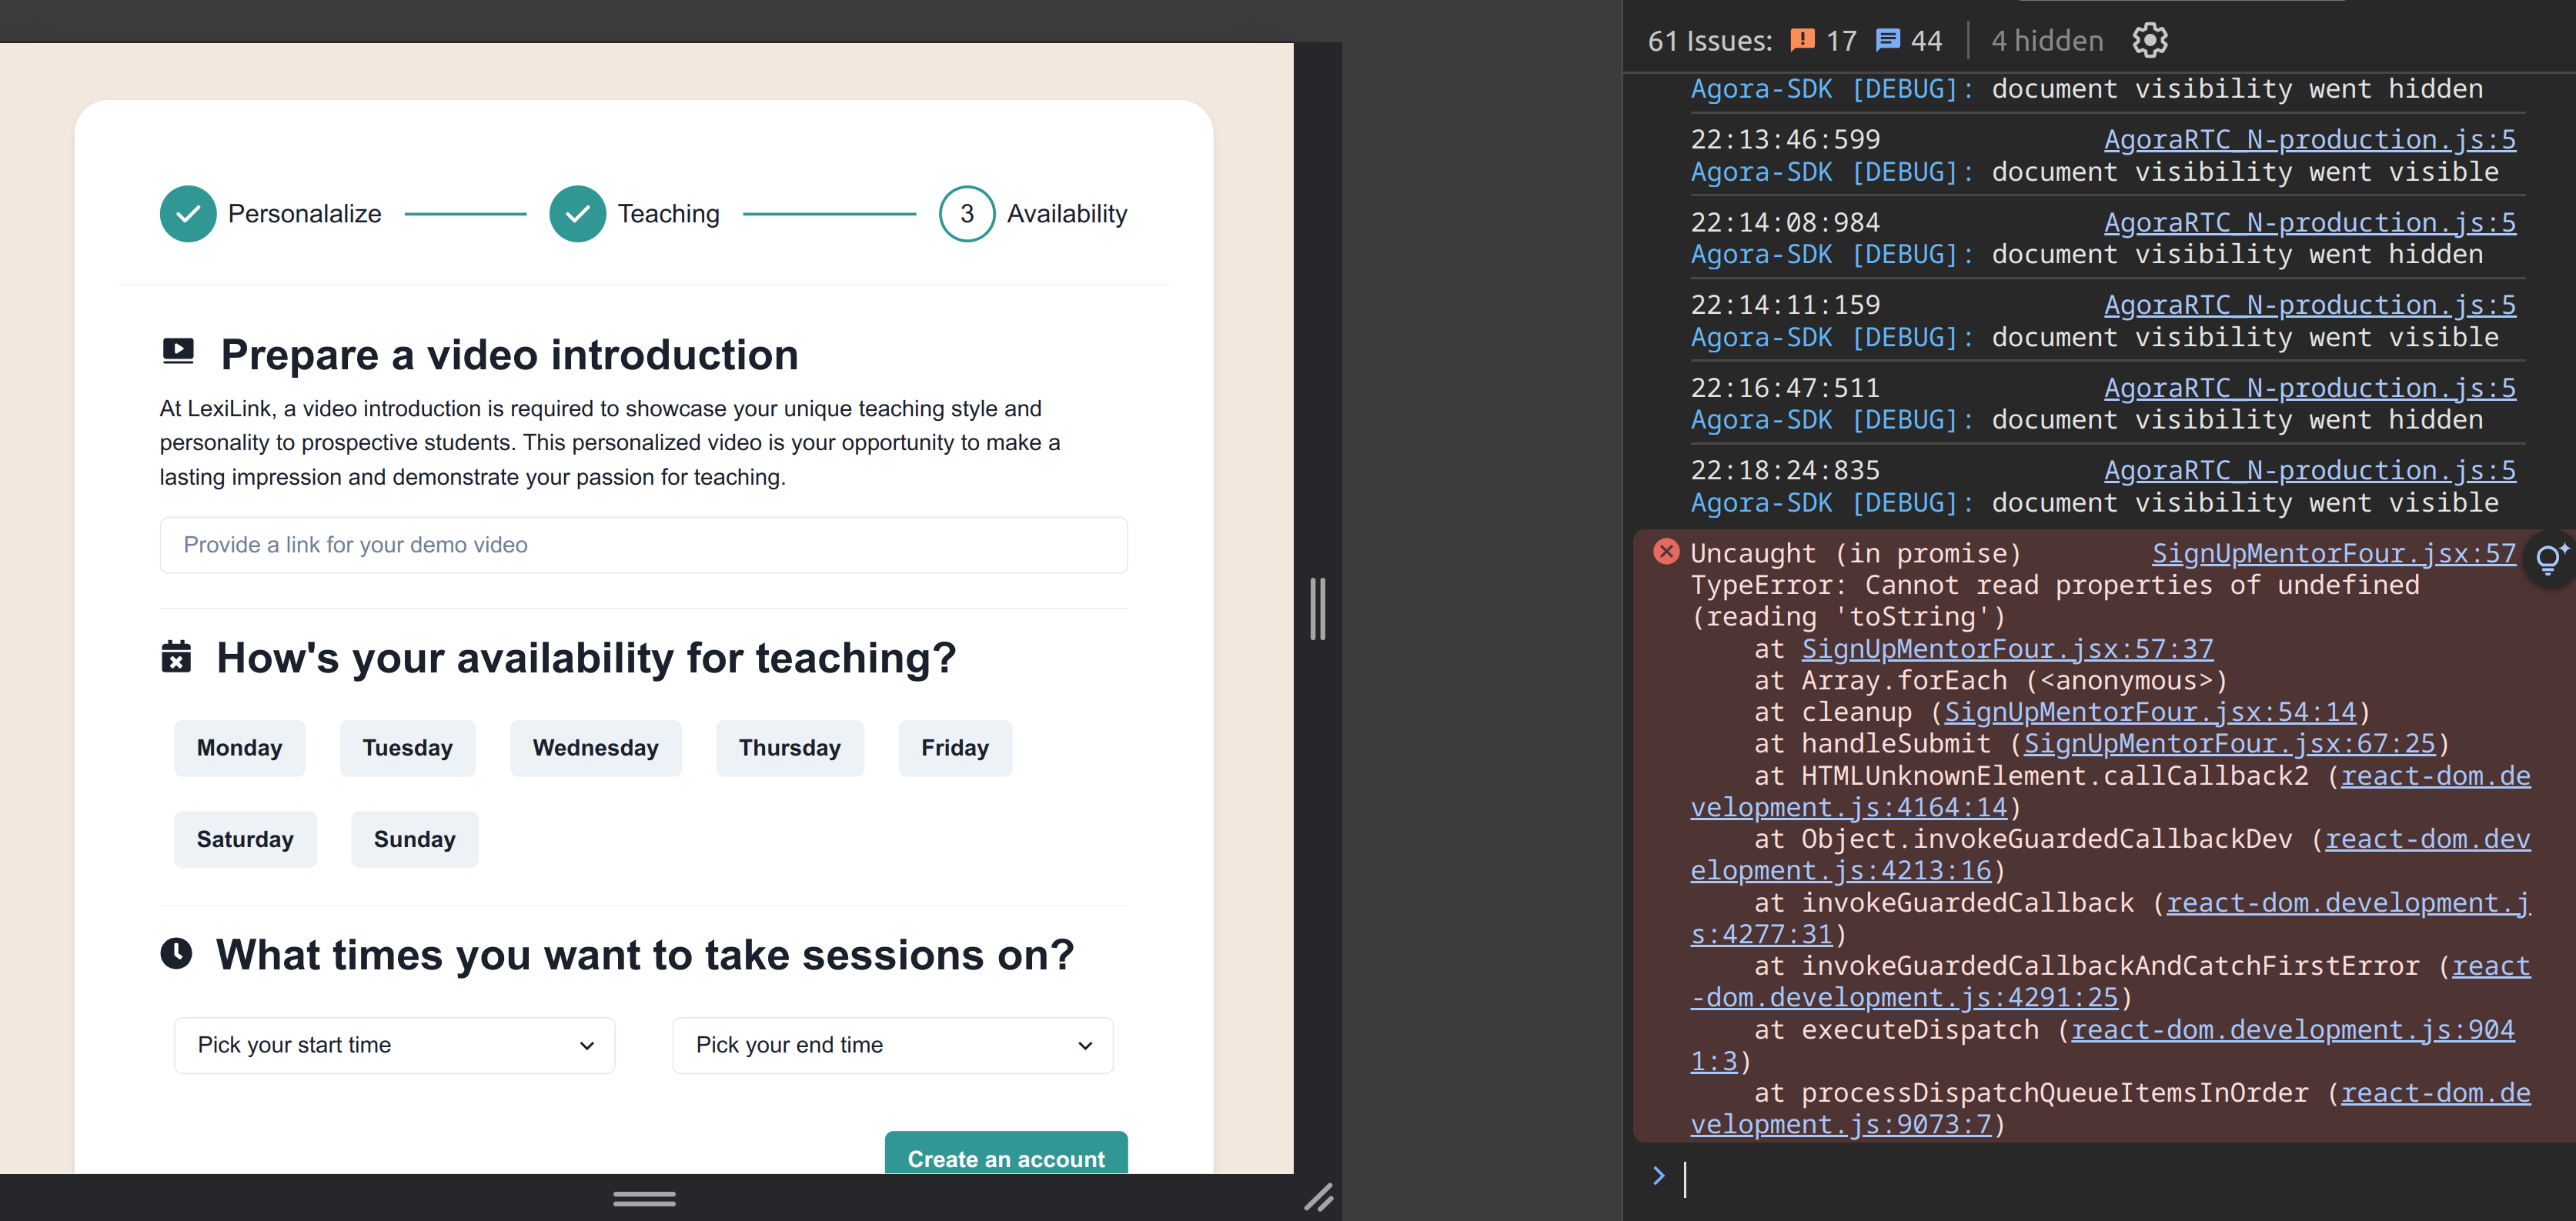 Personalalize
Teaching
3 Availability
Prepare a video introduction
At LexiLink, a video introduction is required to showcase your unique teaching style and
personality to prospective students. This personalized video is your opportunity to make a
lasting impression and demonstrate your passion for teaching.
Provide a link for your demo video
How's your availability for teaching?
Monday Tuesday Wednesday Thursday Friday
Saturday Sunday
What times you want to take sessions on?
Pick your start time Pick your end time
Create an account
61 Issues: 17 44 4 hidden
Agora-SDK [DEBUG]: document visibility went hidden
22:13:46:599 AgoraRTC_N-production.js:5
Agora-SDK [DEBUG]: document visibility went visible
22:14:08:984 AgoraRTC_N-production.js:5
Agora-SDK [DEBUG]: document visibility went hidden
22:14:11:159 AgoraRTC_N-production.js:5
Agora-SDK [DEBUG]: document visibility went visible
22:16:47:511 AgoraRTC_N-production.js:5
Agora-SDK [DEBUG]: document visibility went hidden
22:18:24:835 AgoraRTC_N-production.js:5
Agora-SDK [DEBUG]: document visibility went visible
Uncaught (in promise) SignUpMentorFour.jsx:57
TypeError: Cannot read properties of undefined
(reading 'toString')
at SignUpMentorFour.jsx:57:37
at Array.forEach (<anonymous>)
at cleanup (SignUpMentorFour.jsx:54:14)
at handleSubmit (SignUpMentorFour.jsx:67:25)
at HTMLUnknownElement.callCallback2 (react-dom.de
velopment.js:4164:14)
at Object.invokeGuardedCallbackDev (react-dom.dev
elopment.js:4213:16)
at invokeGuardedCallback (react-dom.development.j
s:4277:31)
at invokeGuardedCallbackAndCatchFirstError (react
-dom.development.js:4291:25)
at executeDispatch (react-dom.development.js:904
1:3)
at processDispatchQueueItemsInOrder (react-dom.de
velopment.js:9073:7)